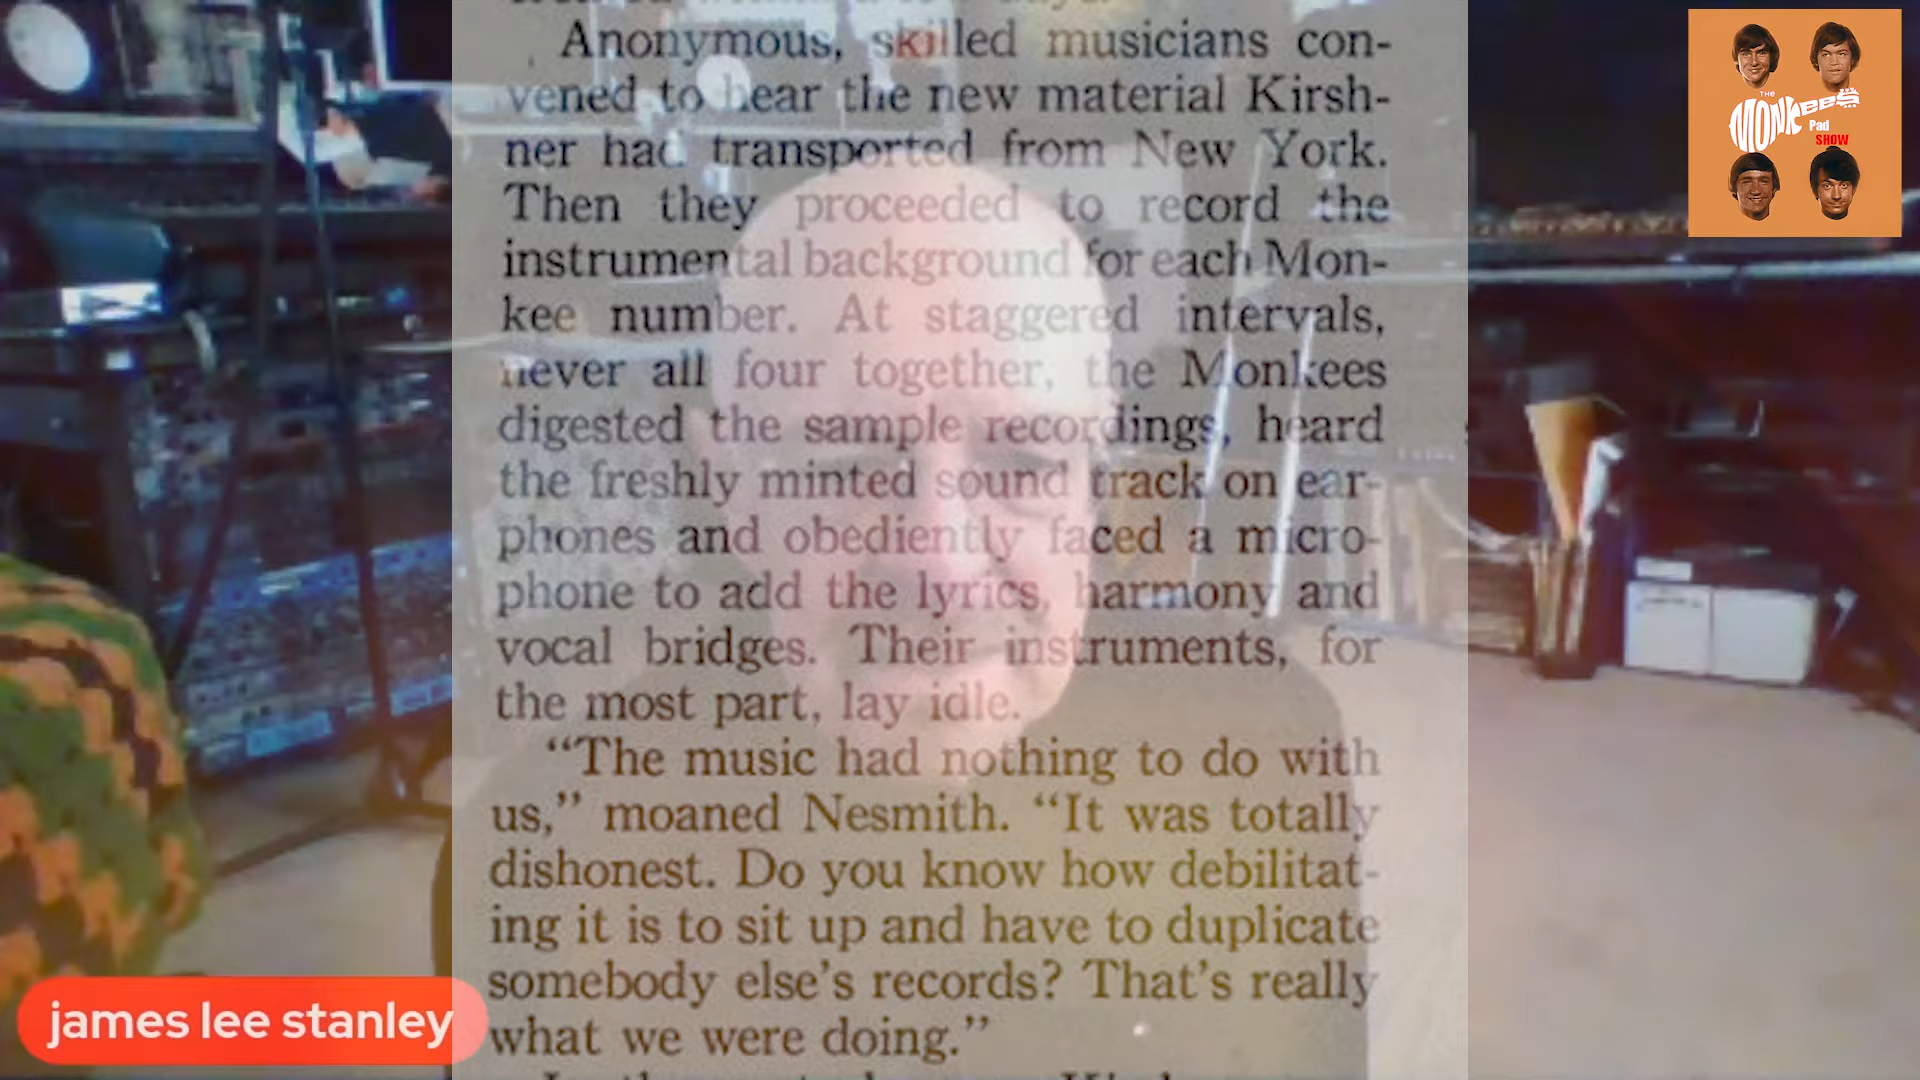 Anonymous, skilled musicians con-
vened to hear the new material Kirsh-
ner had transported from New York.
Then they proceeded to record the
instrumental background for each Mon-
kee number. At staggered intervals,
never all four together, the Monkees
digested the sample recordings, heard
the freshly minted sound track on ear-
phones and obediently faced a micro-
phone to add the lyrics, harmony and
vocal bridges. Their instruments, for
the most part, lay idle.
“The music had nothing to do with
us,” moaned Nesmith. “It was totally
dishonest. Do you know how debilitat-
ing it is to sit up and have to duplicate
somebody else’s records? That’s really
what we were doing.”
THE
MONKEES
Pad
SHOW
james lee stanley